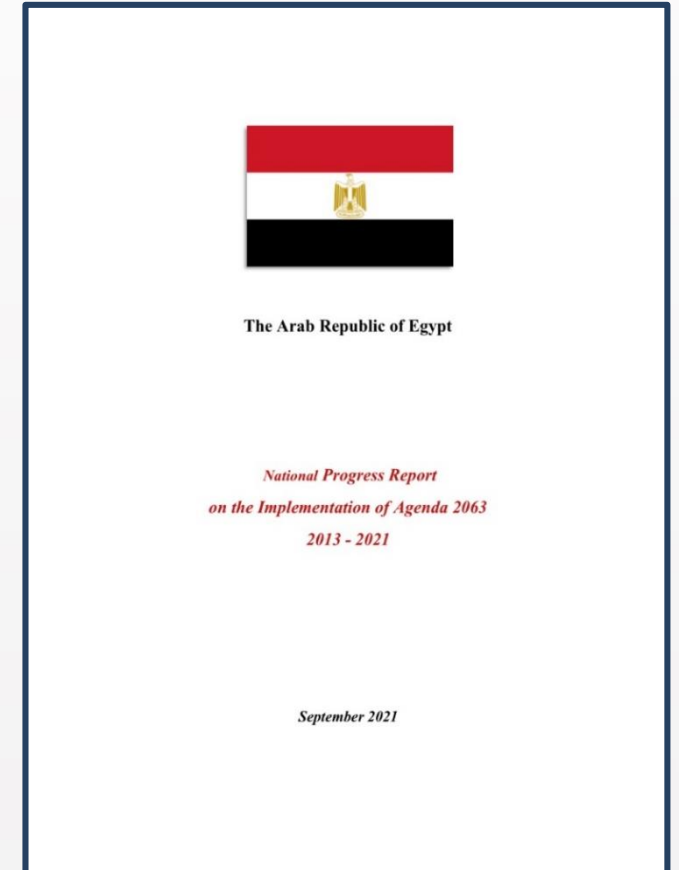 The Arab Republic of Egypt
National Progress Report
on the Implementation of Agenda 2063
2013 - 2021
September 2021